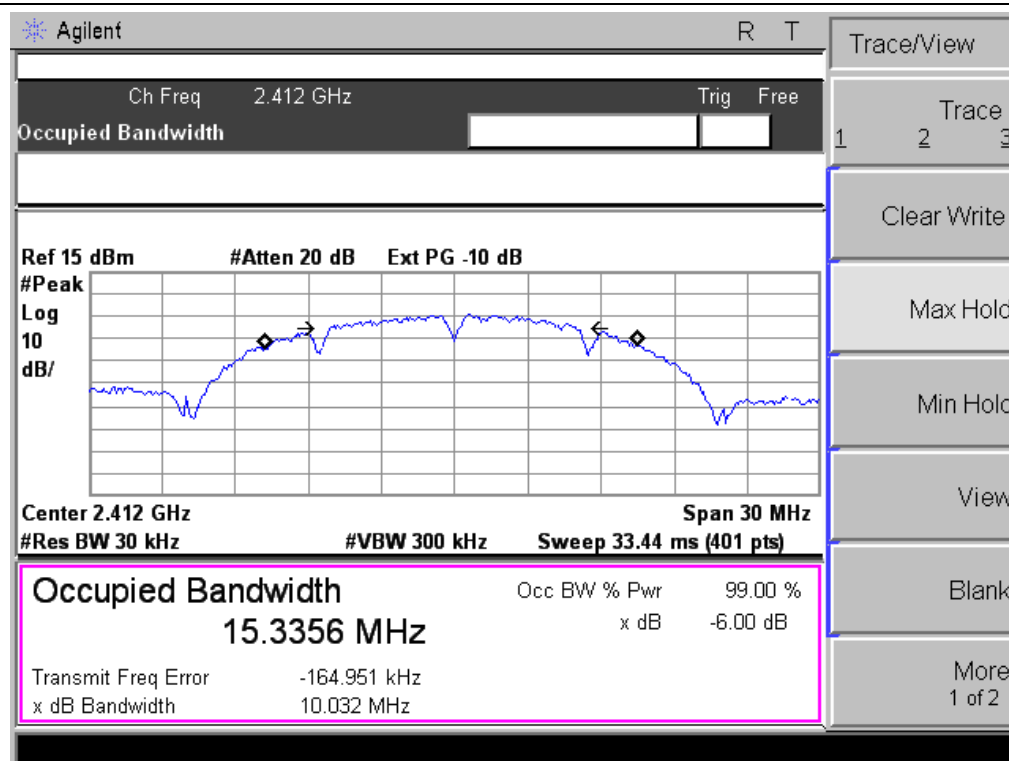 Agilent R T
Trace/View
Ch Freq 2.412 GHz Trig Free
Occupied Bandwidth
Trace
1 2 3
Clear Write
Ref 15 dBm #Atten 20 dB Ext PG -10 dB
#Peak
Log
10
dB/
Max Hold
Min Hold
View
Center 2.412 GHz Span 30 MHz
#Res BW 30 kHz #VBW 300 kHz Sweep 33.44 ms (401 pts)
Occupied Bandwidth Occ BW % Pwr 99.00 %
15.3356 MHz x dB -6.00 dB
Blank
Transmit Freq Error -164.951 kHz
x dB Bandwidth 10.032 MHz
More
1 of 2